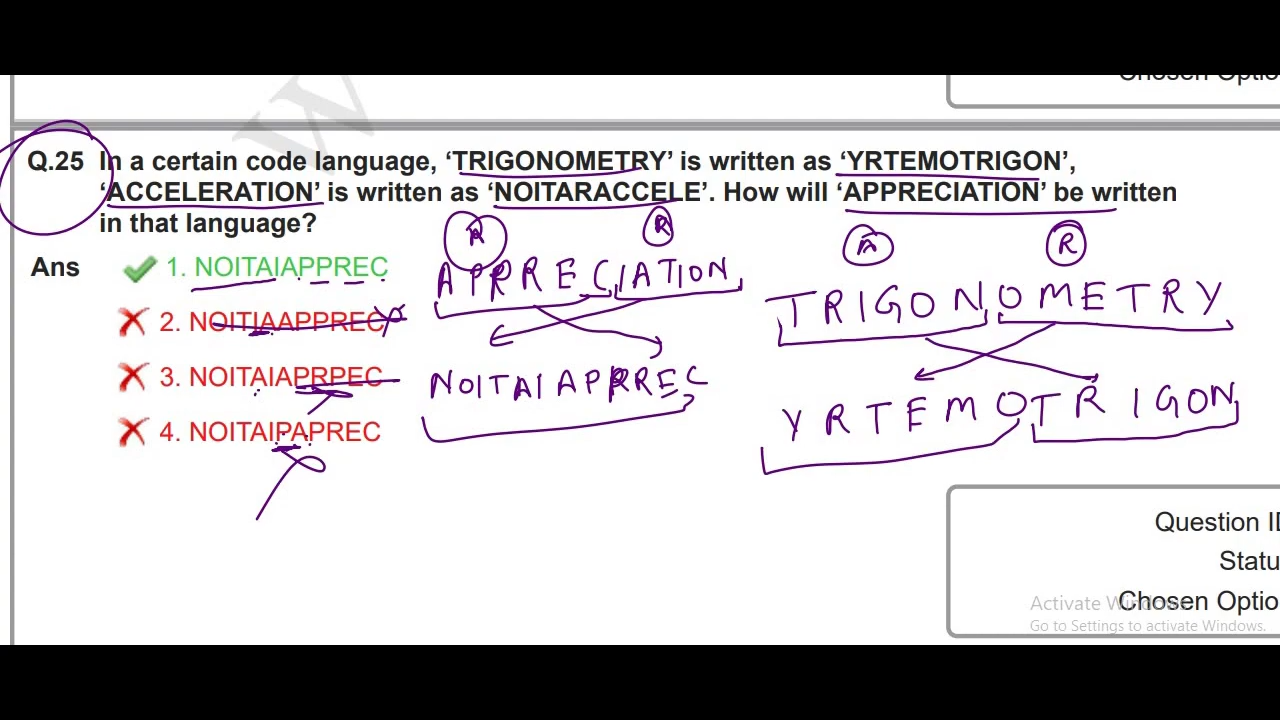 Chosen Optio
W
Q.25 In a certain code language, ‘TRIGONOMETRY’ is written as ‘YRTEMOTRIGON’,
‘ACCELERATION’ is written as ‘NOITARACCELE’. How will ‘APPRECIATION’ be written
in that language?
R R R
Ans 1. NOITAIAPPREC
2. NOITIAAPPREC
3. NOITAIAPRPEC
4. NOITAIPAPREC
APPRECIATION
NOITAIAPRREC
TRIGONOMETRY
YRTEMOTRIGON
Question ID
Statu
Chosen Optio
Activate Windows
Go to Settings to activate Windows.